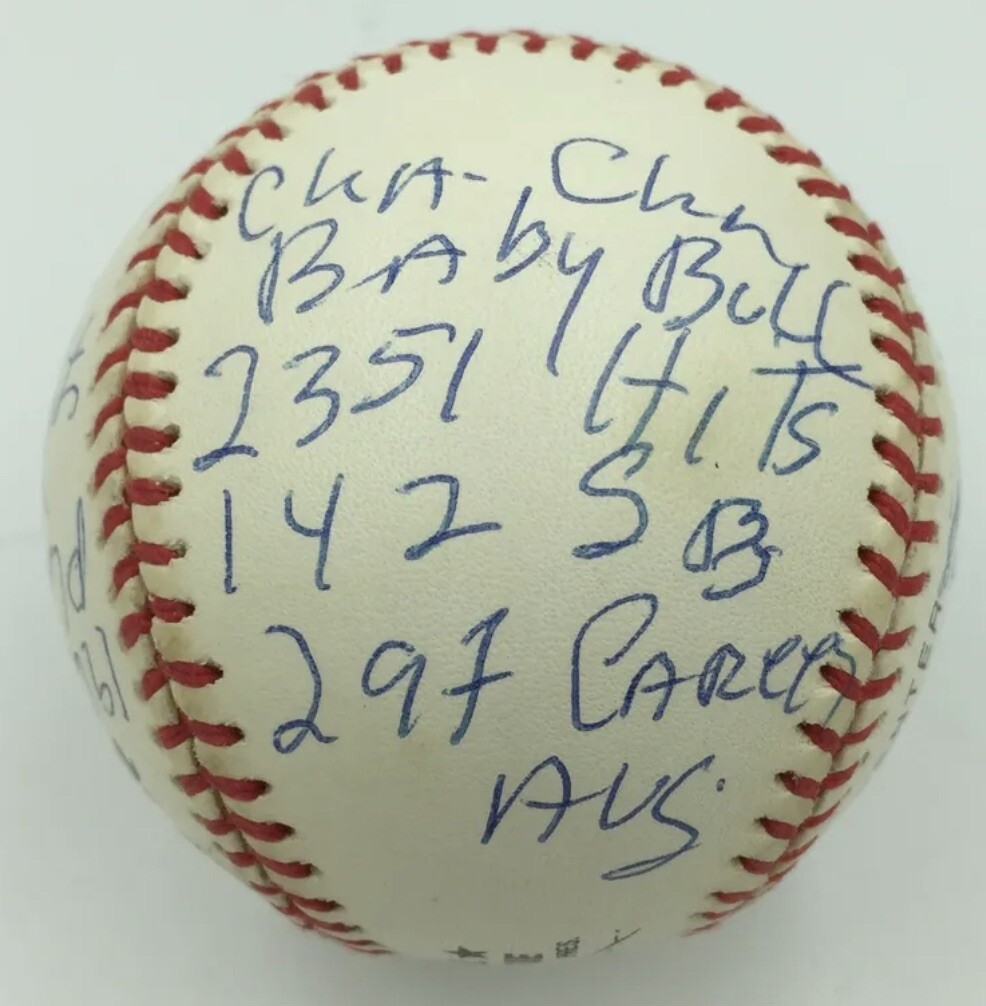 ChA-Cha
BAby Bull
2351 HITS
142 SB
297 CAREER
AVG.